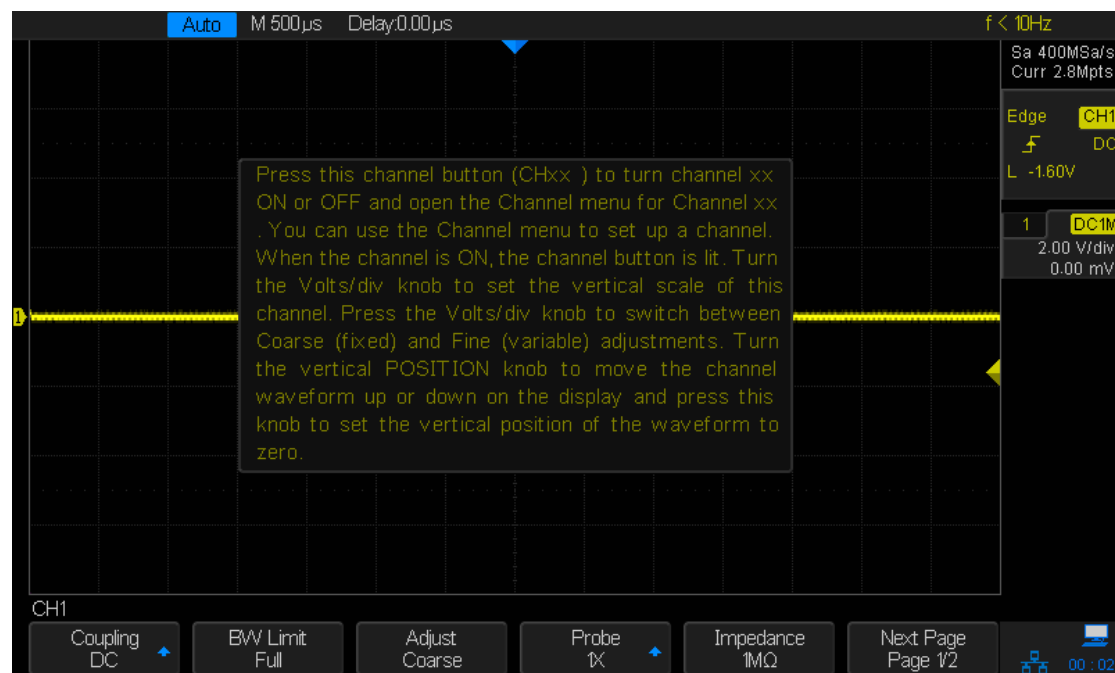 Auto M 500µs Delay:0.00µs f < 10Hz
Sa 400MSa/s
Curr 2.8Mpts
Edge CH1
DC
L -1.60V
1 DC1M
2.00 V/div
0.00 mV
Press this channel button (CHxx ) to turn channel xx
ON or OFF and open the Channel menu for Channel xx
. You can use the Channel menu to set up a channel.
When the channel is ON, the channel button is lit. Turn
the Volts/div knob to set the vertical scale of this
channel. Press the Volts/div knob to switch between
Coarse (fixed) and Fine (variable) adjustments. Turn
the vertical POSITION knob to move the channel
waveform up or down on the display and press this
knob to set the vertical position of the waveform to
zero.
1
CH1
Coupling
DC
BW Limit
Full
Adjust
Coarse
Probe
1X
Impedance
1MΩ
Next Page
Page 1/2
00 : 02